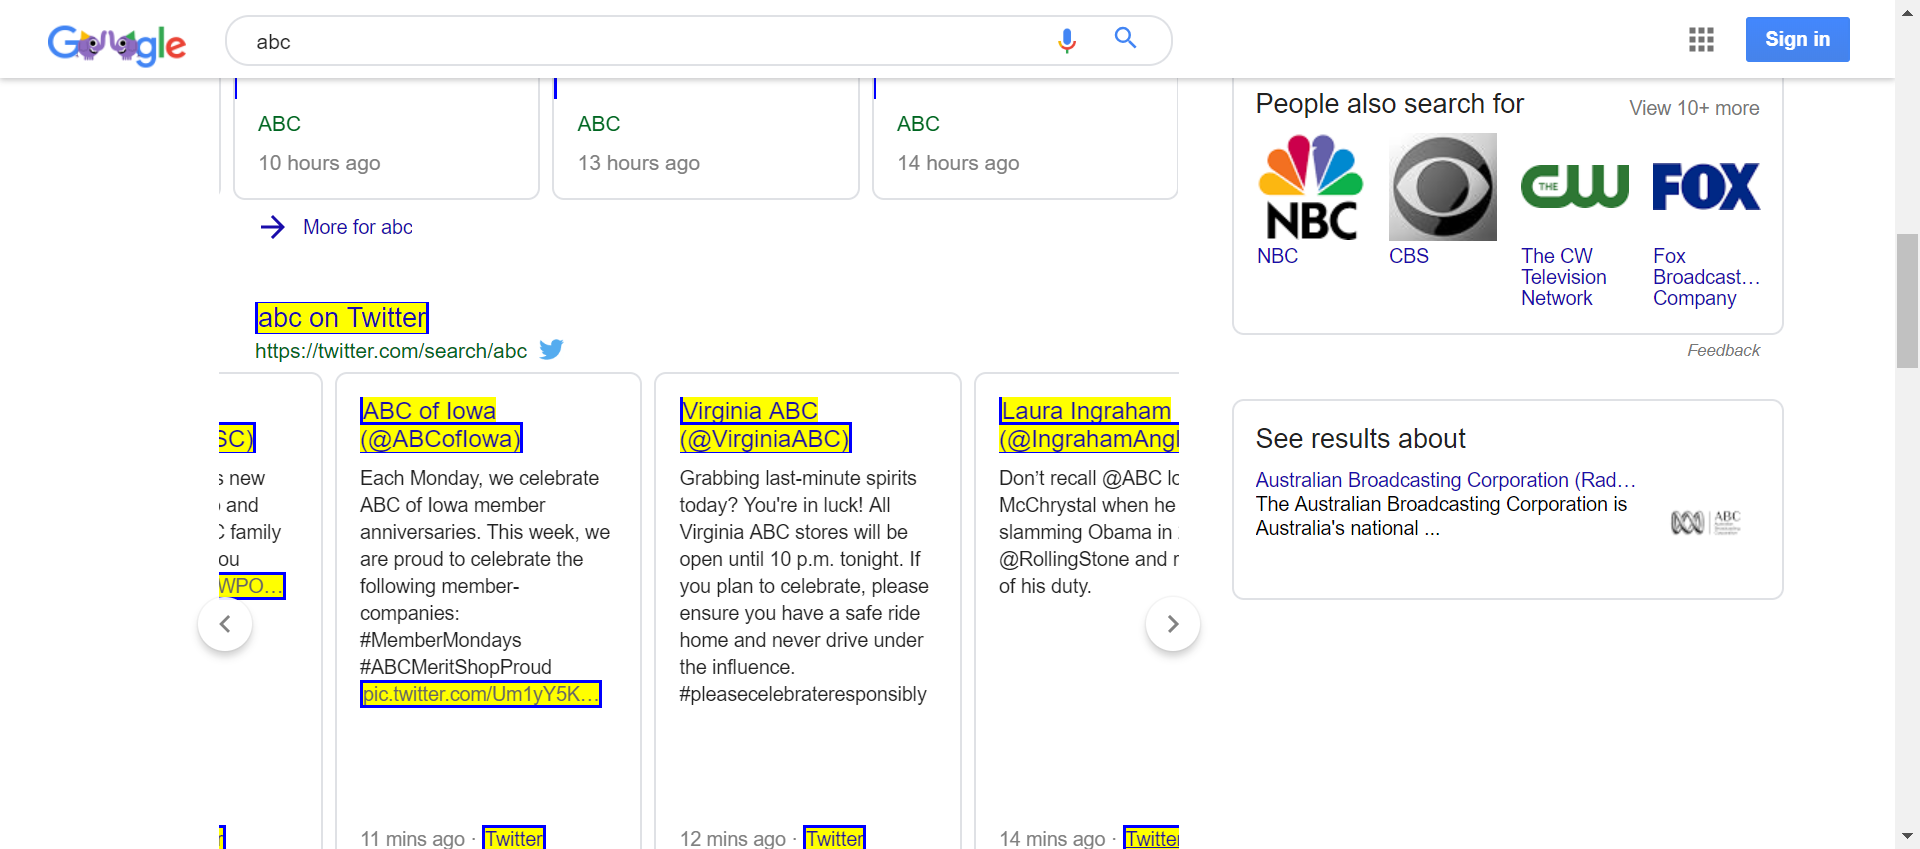 Google
abc
Sign in
ABC
10 hours ago
ABC
13 hours ago
ABC
14 hours ago
More for abc
abc on Twitter
https://twitter.com/search/abc
SC)
s new
and
family
ou
WPO...
ABC of Iowa
(@ABCofIowa)
Each Monday, we celebrate
ABC of Iowa member
anniversaries. This week, we
are proud to celebrate the
following member-
companies:
#MemberMondays
#ABCMeritShopProud
pic.twitter.com/Um1yY5K...
11 mins ago · Twitter
Virginia ABC
(@VirginiaABC)
Grabbing last-minute spirits
today? You're in luck! All
Virginia ABC stores will be
open until 10 p.m. tonight. If
you plan to celebrate, please
ensure you have a safe ride
home and never drive under
the influence.
#pleasecelebrateresponsibly
12 mins ago · Twitter
Laura Ingraham
(@IngrahamAngl
Don’t recall @ABC lo
McChrystal when he
slamming Obama in
@RollingStone and
of his duty.
14 mins ago · Twitter
People also search for
View 10+ more
NBC
THE CW
FOX
NBC
CBS
The CW
Television
Network
Fox
Broadcast...
Company
Feedback
See results about
Australian Broadcasting Corporation (Rad...
The Australian Broadcasting Corporation is
Australia's national ...
ABC